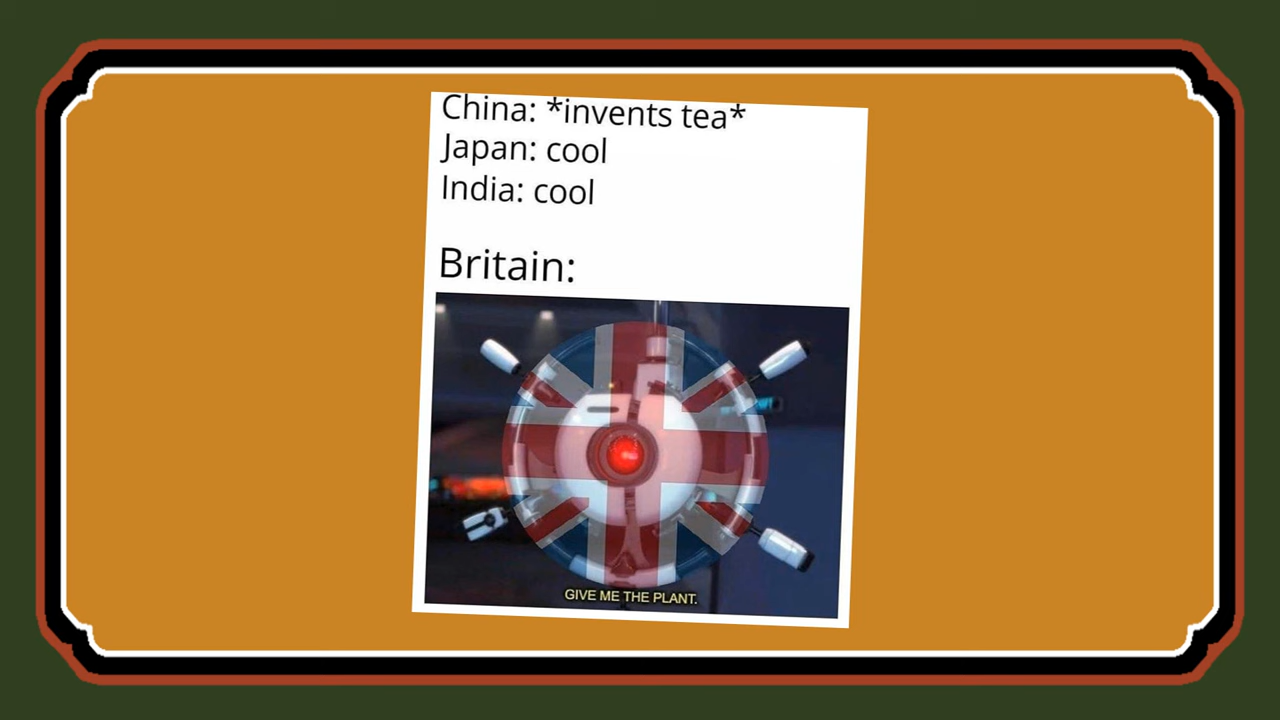 China: *invents tea*
Japan: cool
India: cool
Britain:
GIVE ME THE PLANT.